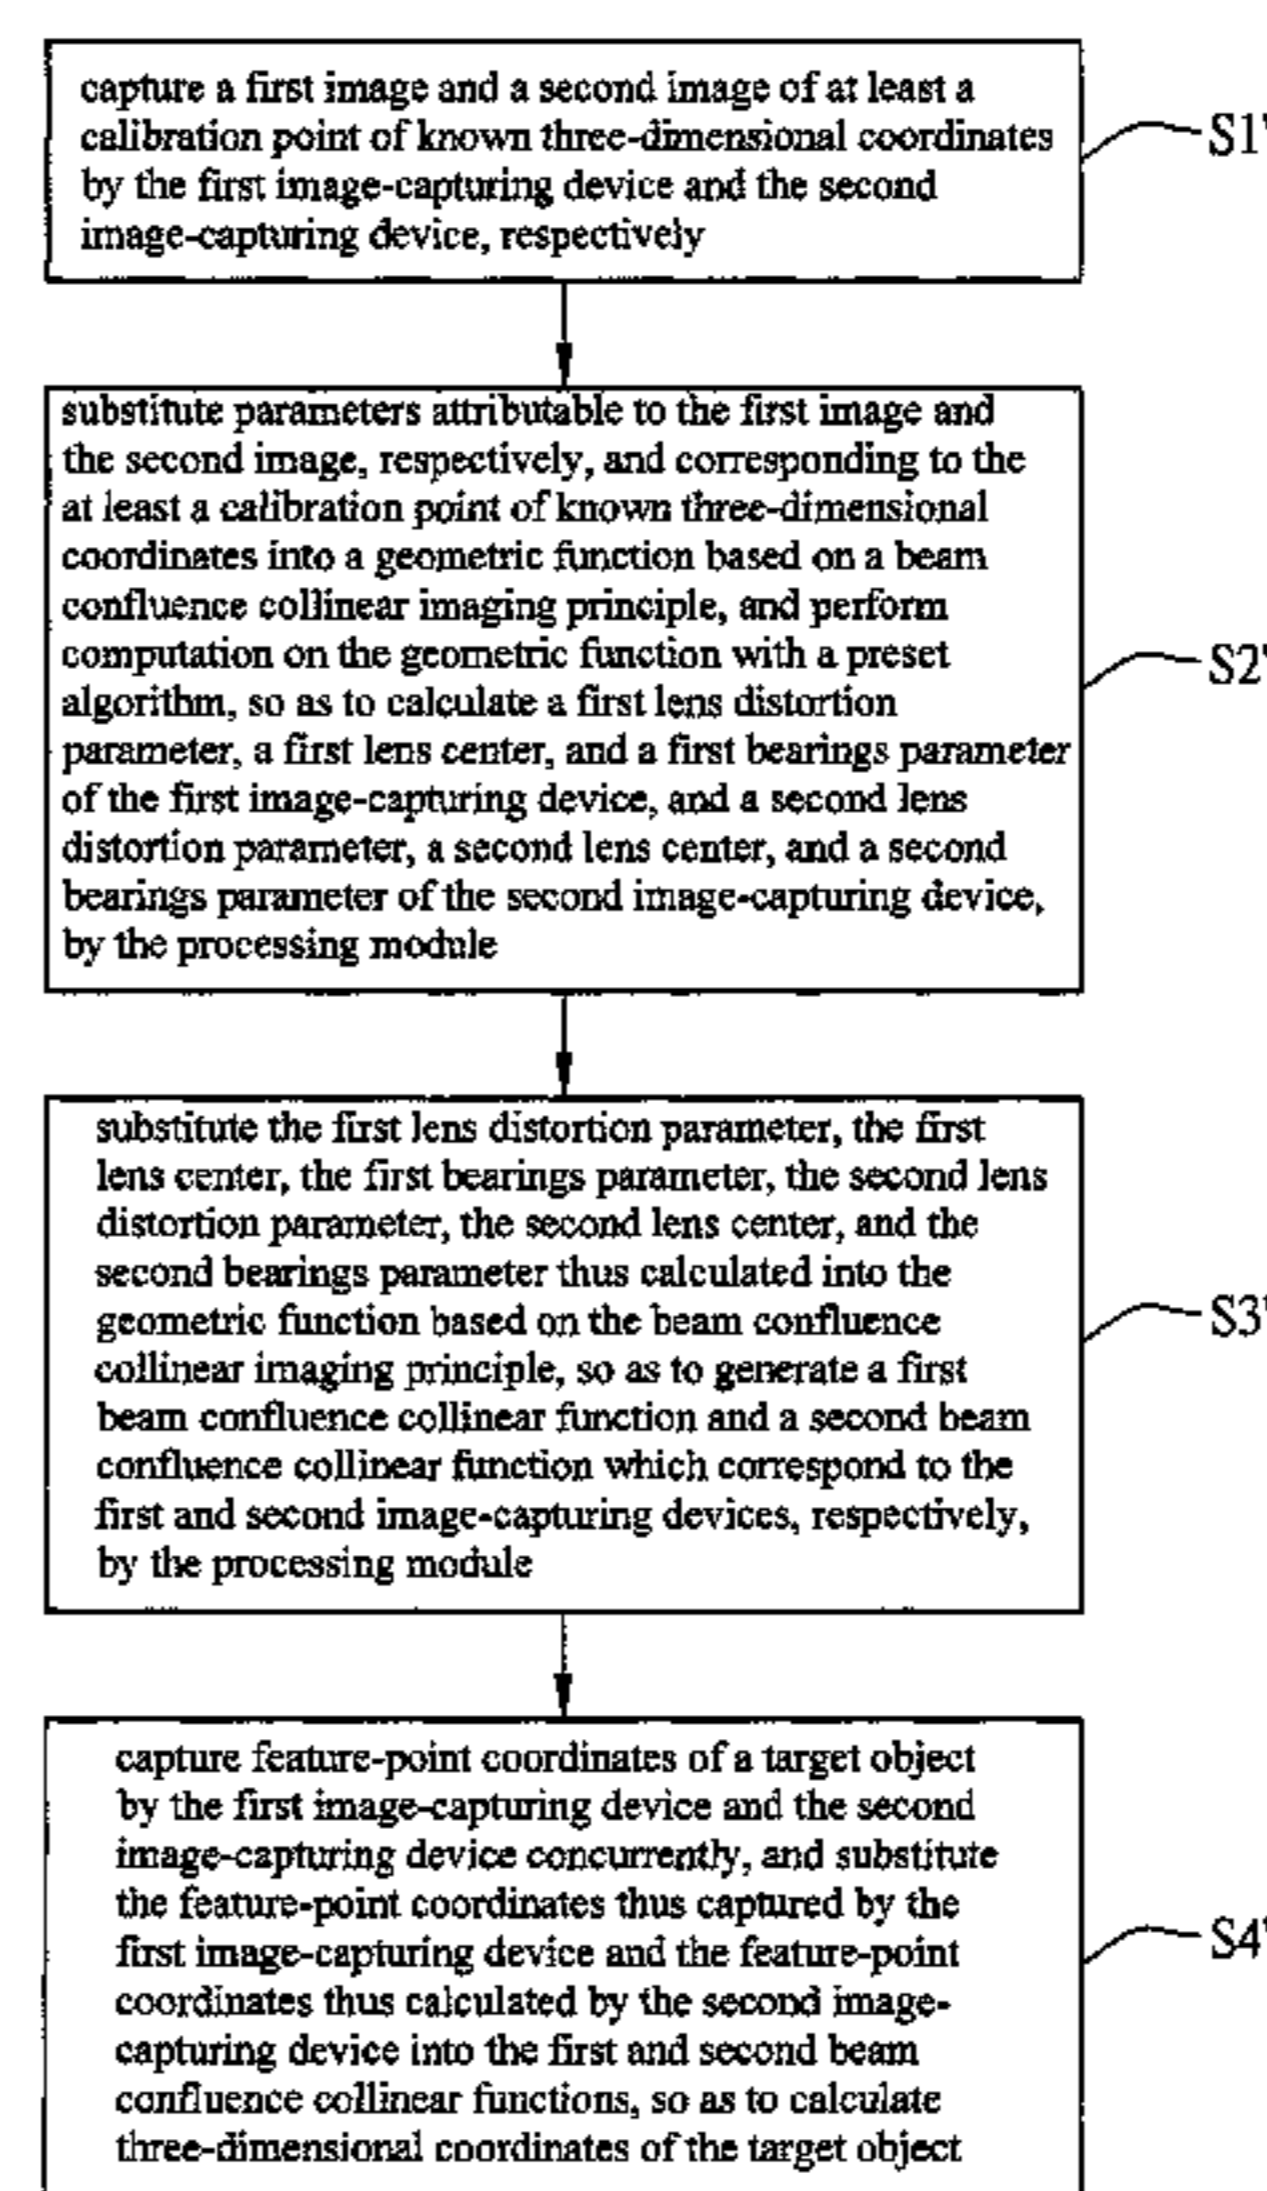 capture a first image and a second image of at least a
calibration point of known three-dimensional coordinates
by the first image-capturing device and the second
image-capturing device, respectively
S1'
substitute parameters attributable to the first image and
the second image, respectively, and corresponding to the
at least a calibration point of known three-dimensional
coordinates into a geometric function based on a beam
confluence collinear imaging principle, and perform
computation on the geometric function with a preset
algorithm, so as to calculate a first lens distortion
parameter, a first lens center, and a first bearings parameter
of the first image-capturing device, and a second lens
distortion parameter, a second lens center, and a second
bearings parameter of the second image-capturing device,
by the processing module
S2'
substitute the first lens distortion parameter, the first
lens center, the first bearings parameter, the second lens
distortion parameter, the second lens center, and the
second bearings parameter thus calculated into the
geometric function based on the beam confluence
collinear imaging principle, so as to generate a first
beam confluence collinear function and a second beam
confluence collinear function which correspond to the
first and second image-capturing devices, respectively,
by the processing module
S3'
capture feature-point coordinates of a target object
by the first image-capturing device and the second
image-capturing device concurrently, and substitute
the feature-point coordinates thus captured by the
first image-capturing device and the feature-point
coordinates thus calculated by the second image-
capturing device into the first and second beam
confluence collinear functions, so as to calculate
three-dimensional coordinates of the target object
S4'